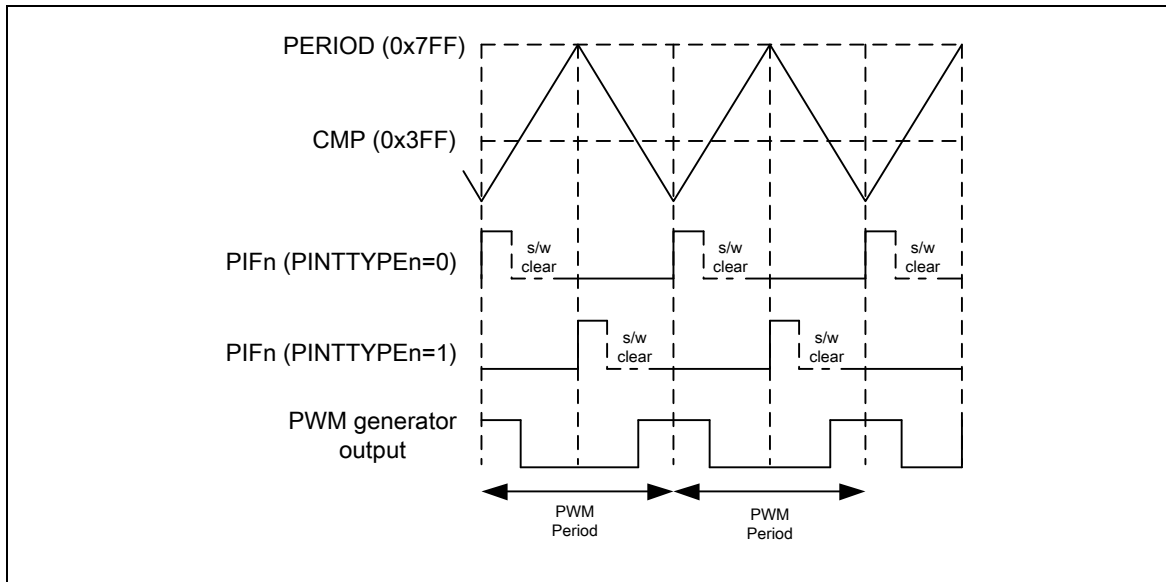 PERIOD (0x7FF)
CMP (0x3FF)
PIFn (PINTTYPEn=0)
s/w
clear
s/w
clear
s/w
clear
PIFn (PINTTYPEn=1)
s/w
clear
s/w
clear
PWM generator
output
PWM
Period
PWM
Period